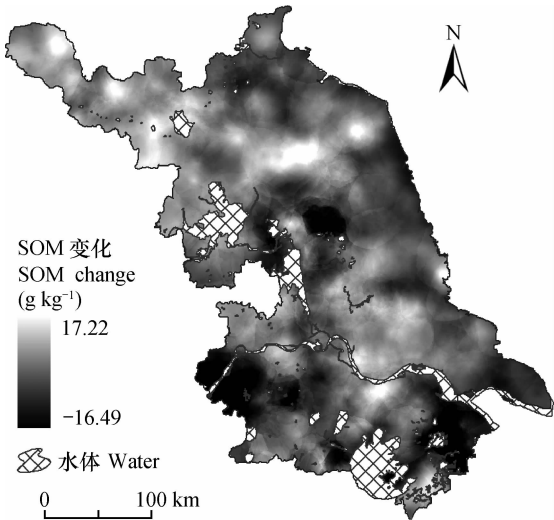 N
SOM 变化
SOM change
(g kg⁻¹)
17.22
−16.49
水体 Water
0 100 km